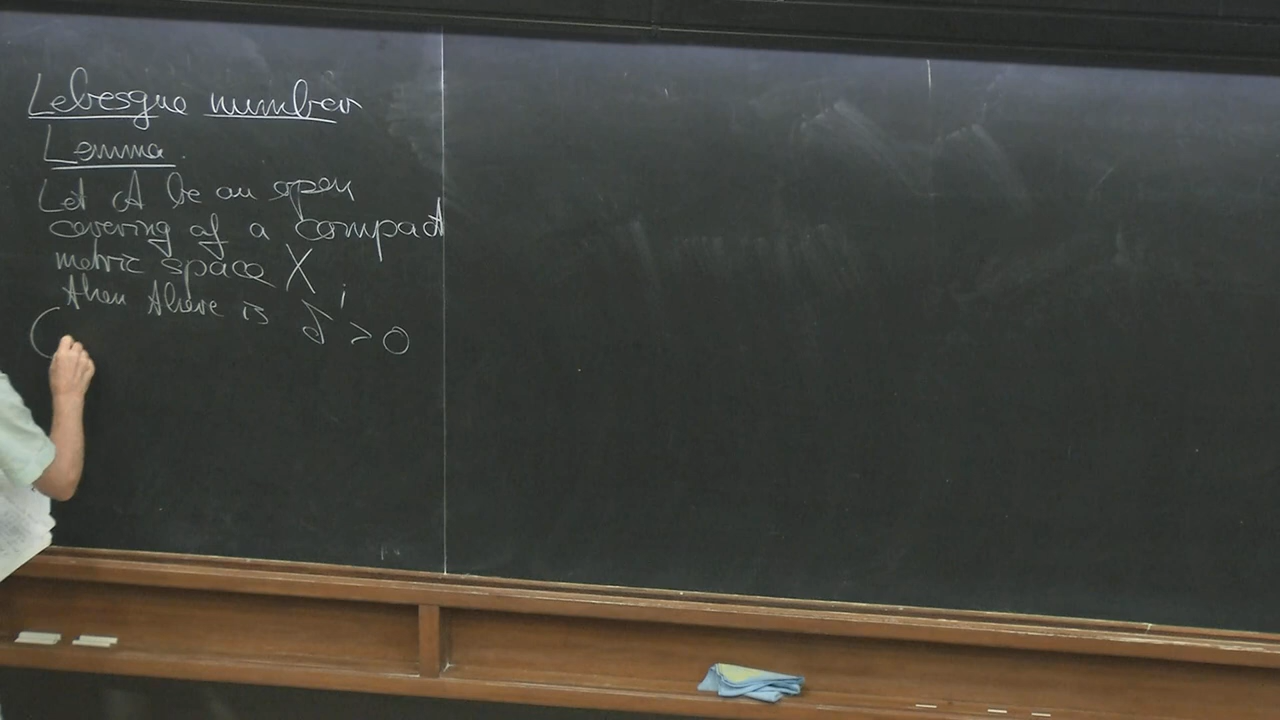 Lebesgue number
Lemma.
Let A be an open
covering of a compact
metric space X
then there is δ > 0
(